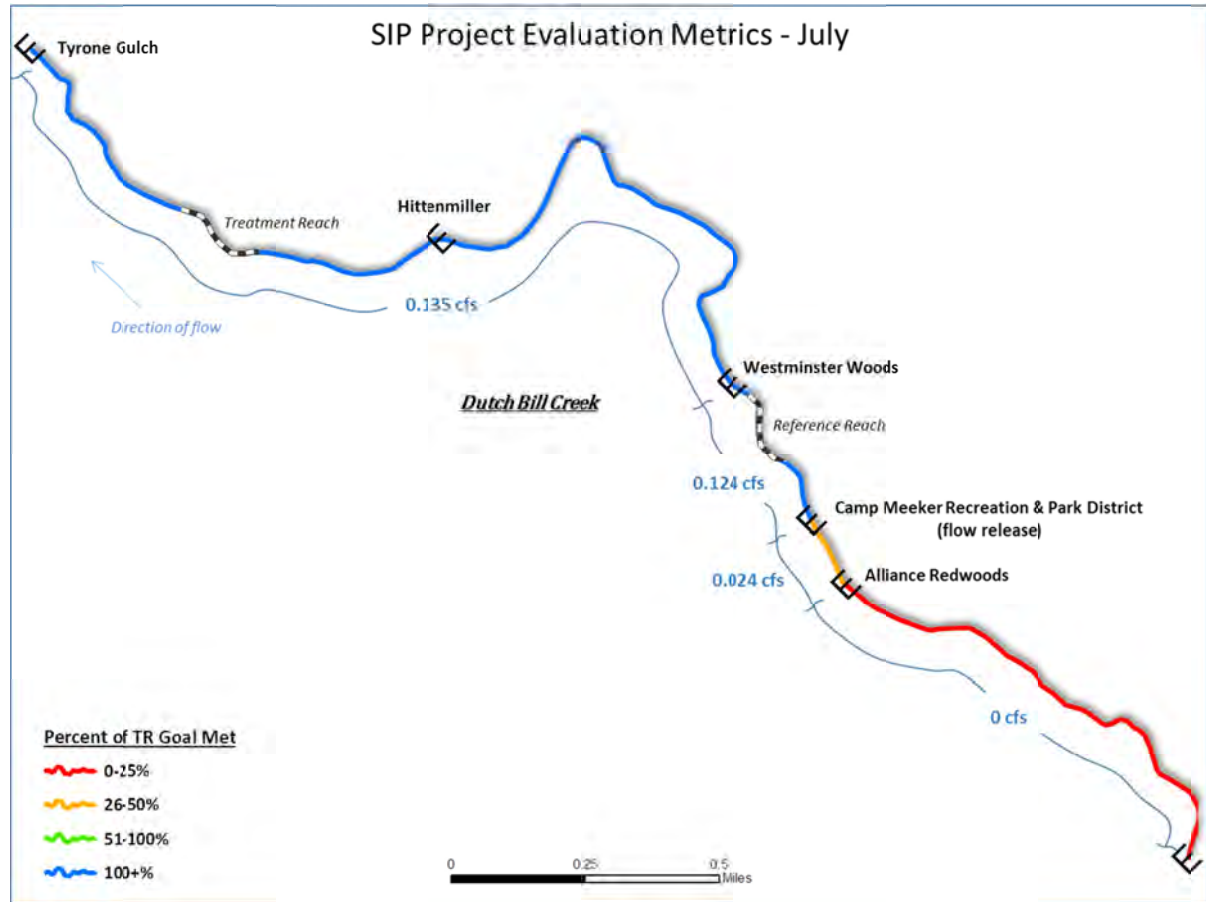 SIP Project Evaluation Metrics - July
Tyrone Gulch
Treatment Reach
Hittenmiller
Direction of flow
0.135 cfs
Westminster Woods
Dutch Bill Creek
Reference Reach
0.124 cfs
Camp Meeker Recreation & Park District
(flow release)
0.024 cfs
Alliance Redwoods
0 cfs
Percent of TR Goal Met
0-25%
26-50%
51-100%
100+%
0 0.25 0.5
Miles